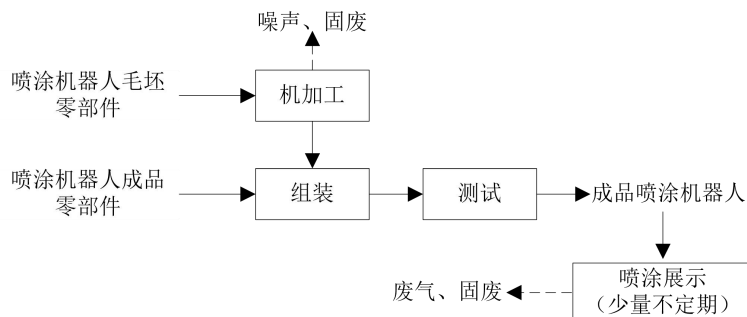 噪声、固废
喷涂机器人毛坯
零部件
机加工
喷涂机器人成品
零部件
组装
测试
成品喷涂机器人
废气、固废
喷涂展示
（少量不定期）